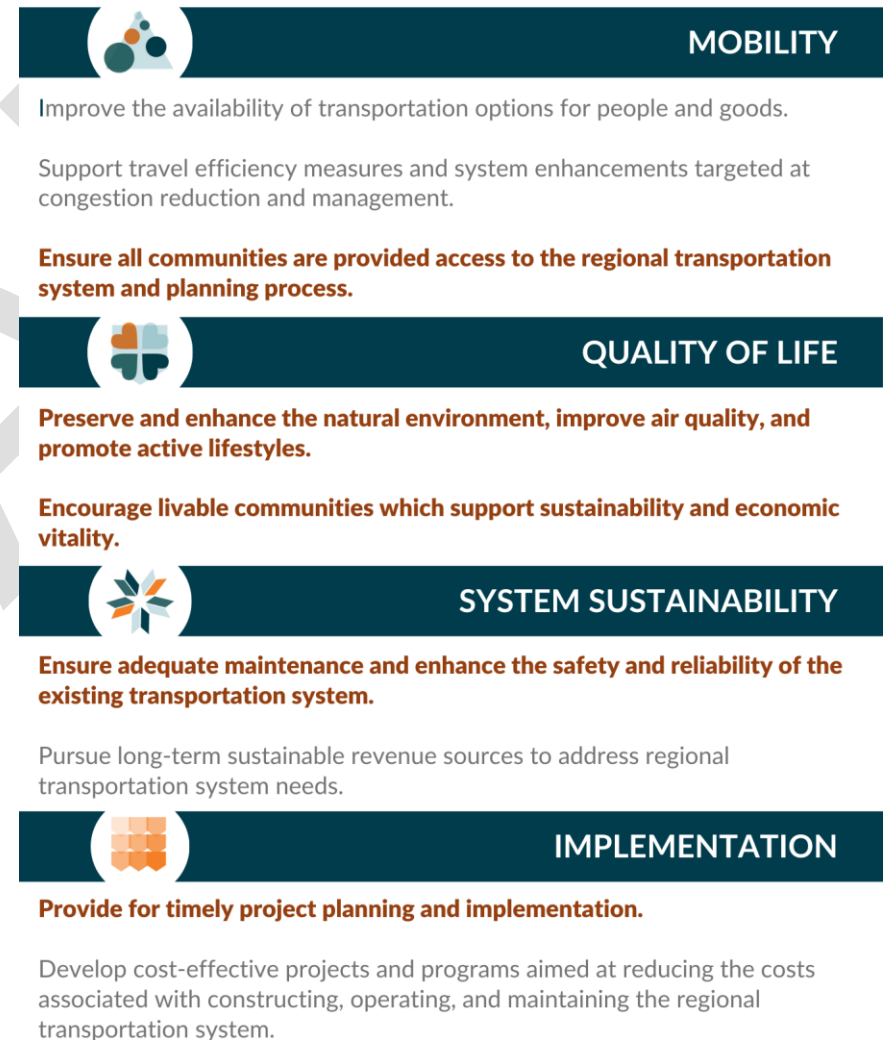 MOBILITY
Improve the availability of transportation options for people and goods.
Support travel efficiency measures and system enhancements targeted at
congestion reduction and management.
Ensure all communities are provided access to the regional transportation
system and planning process.
QUALITY OF LIFE
Preserve and enhance the natural environment, improve air quality, and
promote active lifestyles.
Encourage livable communities which support sustainability and economic
vitality.
SYSTEM SUSTAINABILITY
Ensure adequate maintenance and enhance the safety and reliability of the
existing transportation system.
Pursue long-term sustainable revenue sources to address regional
transportation system needs.
IMPLEMENTATION
Provide for timely project planning and implementation.
Develop cost-effective projects and programs aimed at reducing the costs
associated with constructing, operating, and maintaining the regional
transportation system.